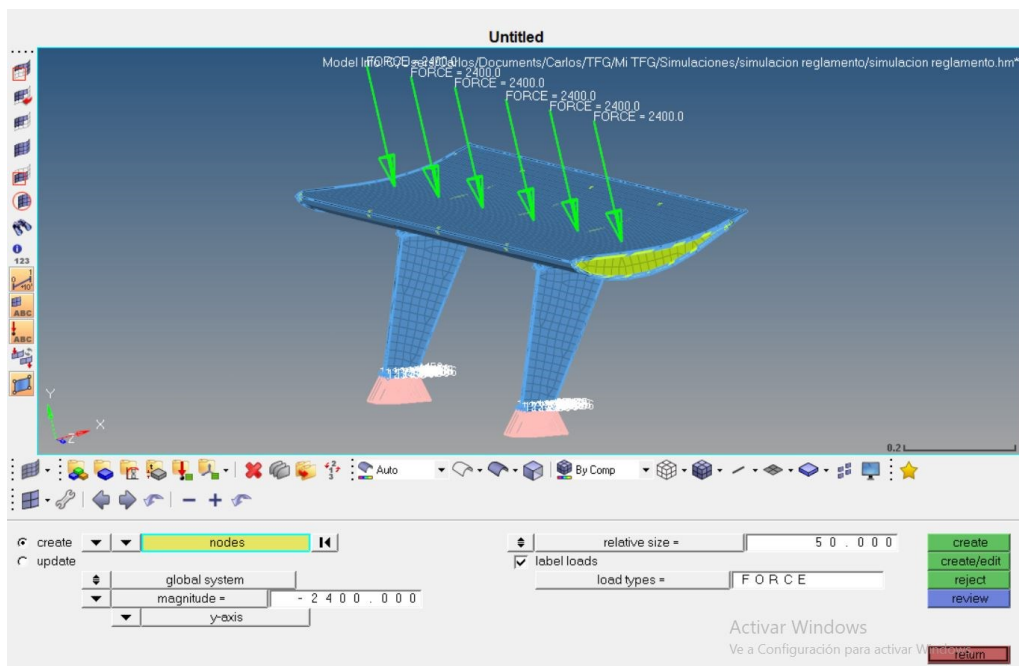 Untitled
Model Info: C:/Users/Carlos/Documents/Carlos/TFG/Mi TFG/Simulaciones/simulacion reglamento/simulacion reglamento.hm*
FORCE = 2400.0
FORCE = 2400.0
FORCE = 2400.0
FORCE = 2400.0
FORCE = 2400.0
FORCE = 2400.0
123
ABC
ABC
Y
X
Z
0.2
Auto
By Comp
create
nodes
relative size =
50.000
create
update
label loads
create/edit
global system
load types =
FORCE
reject
magnitude =
-2400.000
review
y-axis
Activar Windows
Ve a Configuración para activar Windows.
return